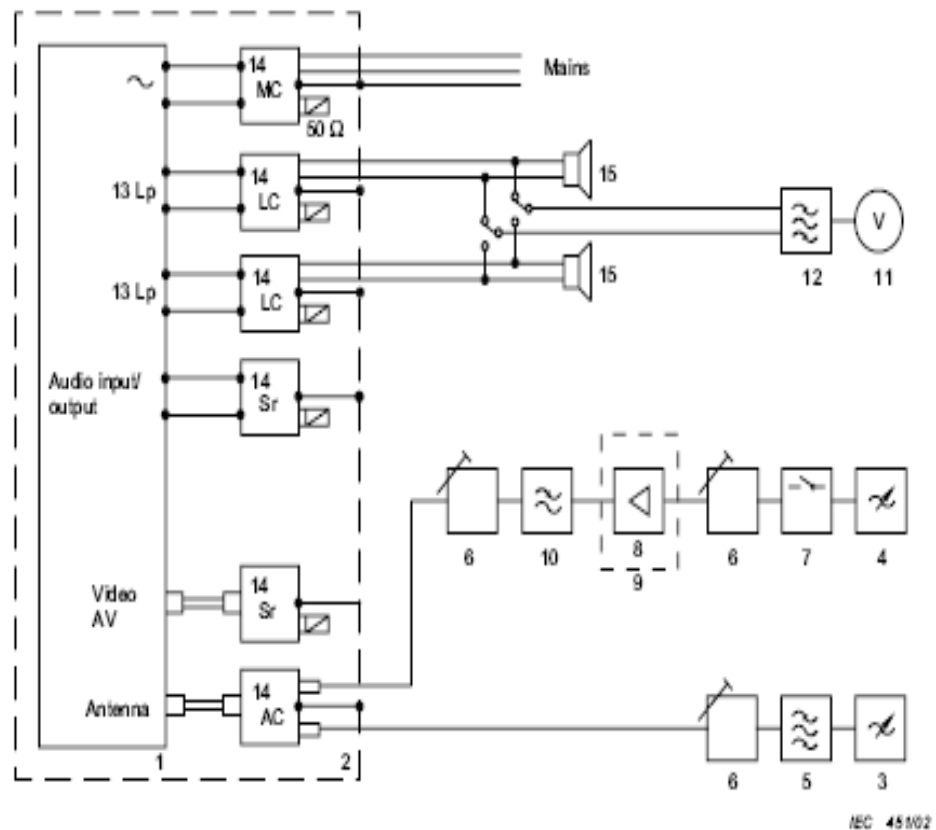 14
MC
Mains
50 Ω
13 Lp
14
LC
15
V
12
11
13 Lp
14
LC
15
Audio input/
output
14
Sr
6
10
8
9
6
7
4
Video
AV
14
Sr
Antenna
14
AC
1
2
6
5
3
IEC 451/02